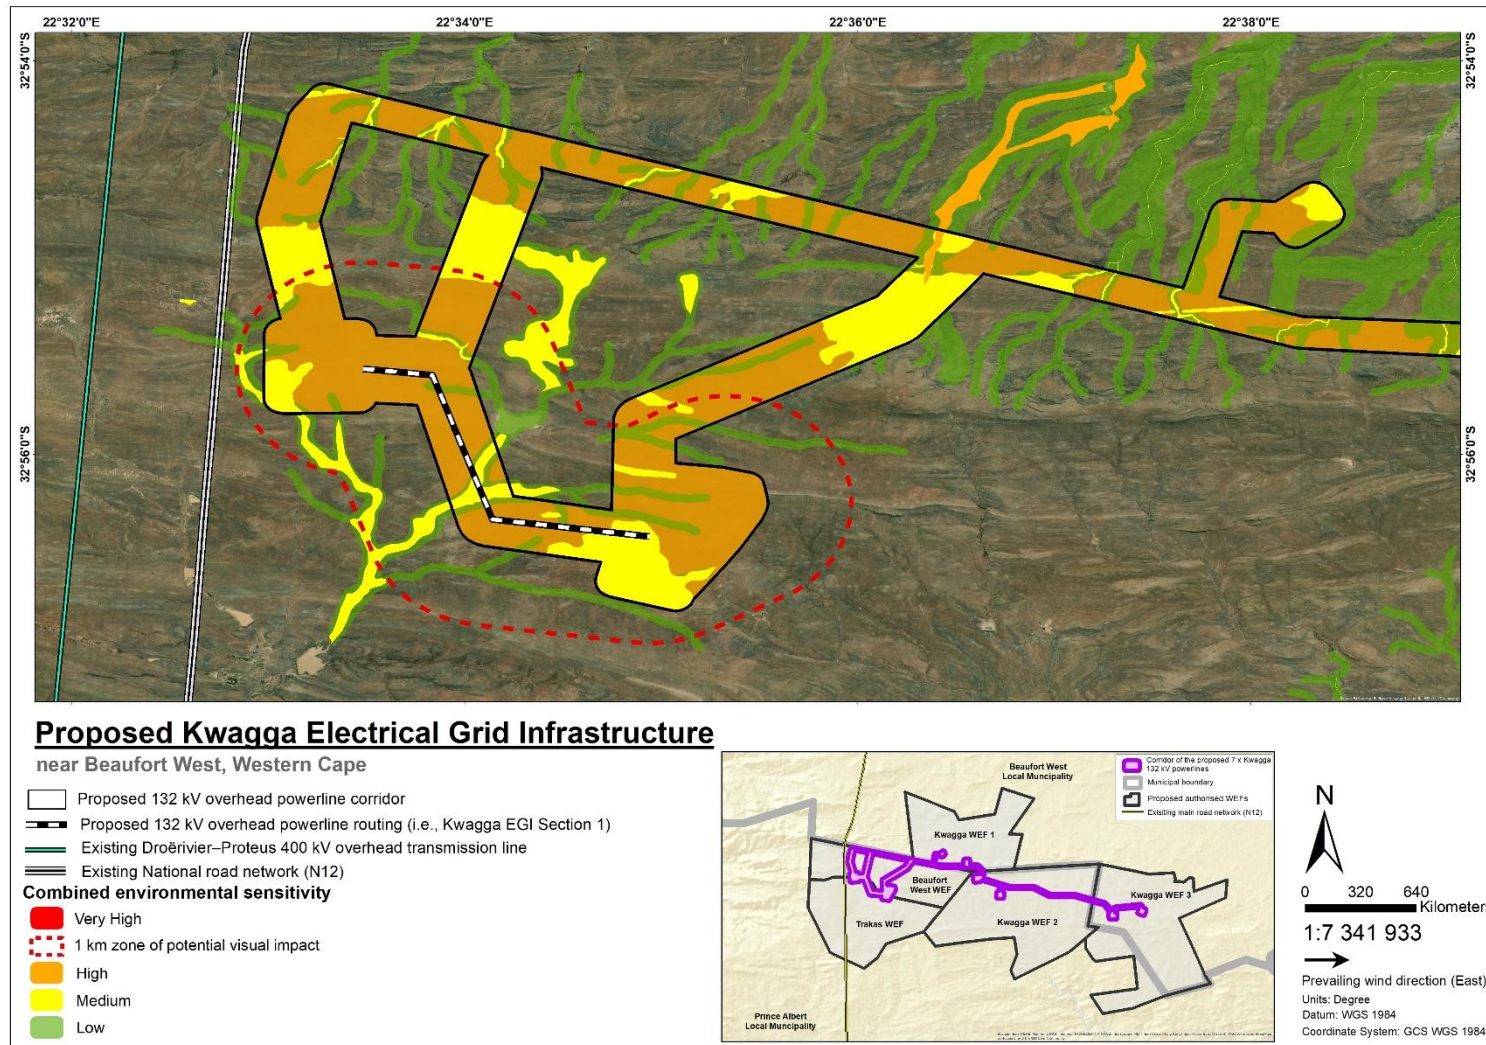 22°32'0"E
22°34'0"E
22°36'0"E
22°38'0"E
32°54'0"S
32°54'0"S
32°56'0"S
32°56'0"S
Proposed Kwagga Electrical Grid Infrastructure
near Beaufort West, Western Cape
Proposed 132 kV overhead powerline corridor
Proposed 132 kV overhead powerline routing (i.e., Kwagga EGI Section 1)
Existing Droërivier–Proteus 400 kV overhead transmission line
Existing National road network (N12)
Combined environmental sensitivity
Very High
1 km zone of potential visual impact
High
Medium
Low
Beaufort West
Local Muncipality
Corridor of the proposed 7 x Kwagga
132 kV powerlines
Municipal boundary
Proposed authorised WEFs
Exisiting main road network (N12)
Kwagga WEF 1
Beaufort
West WEF
Kwagga WEF 3
Trakas WEF
Kwagga WEF 2
Prince Albert
Local Muncipality
N
0 320 640
Kilometers
1:7 341 933
Prevailing wind direction (East)
Units: Degree
Datum: WGS 1984
Coordinate System: GCS WGS 1984